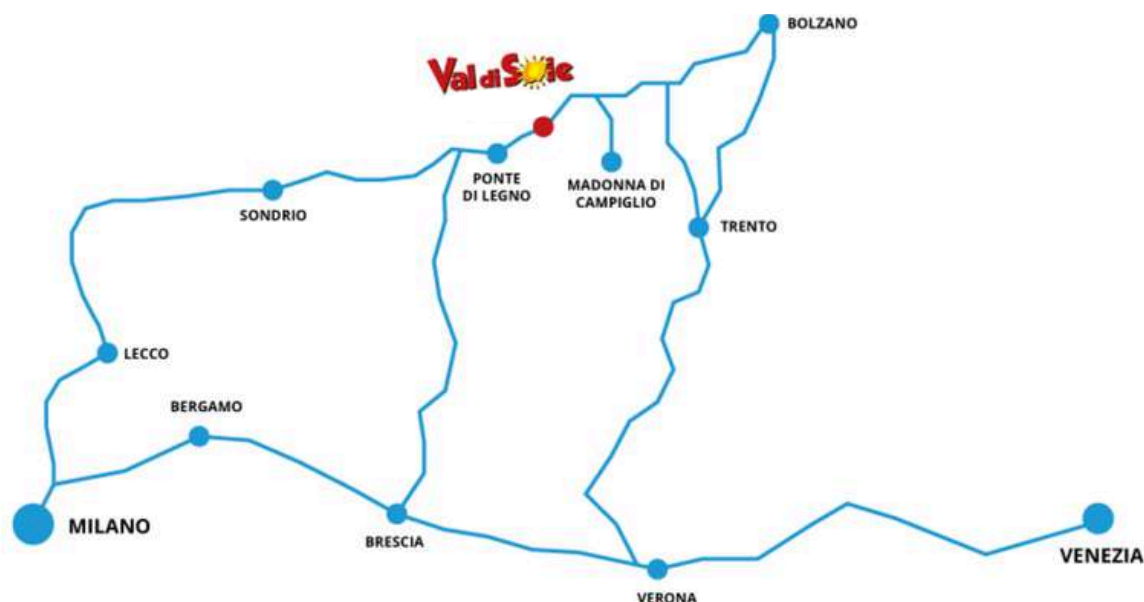 BOLZANO
Val di Sole
PONTE
DI LEGNO
MADONNA DI
CAMPIGLIO
SONDRIO
TRENTO
LECCO
BERGAMO
MILANO
BRESCIA
VERONA
VENEZIA